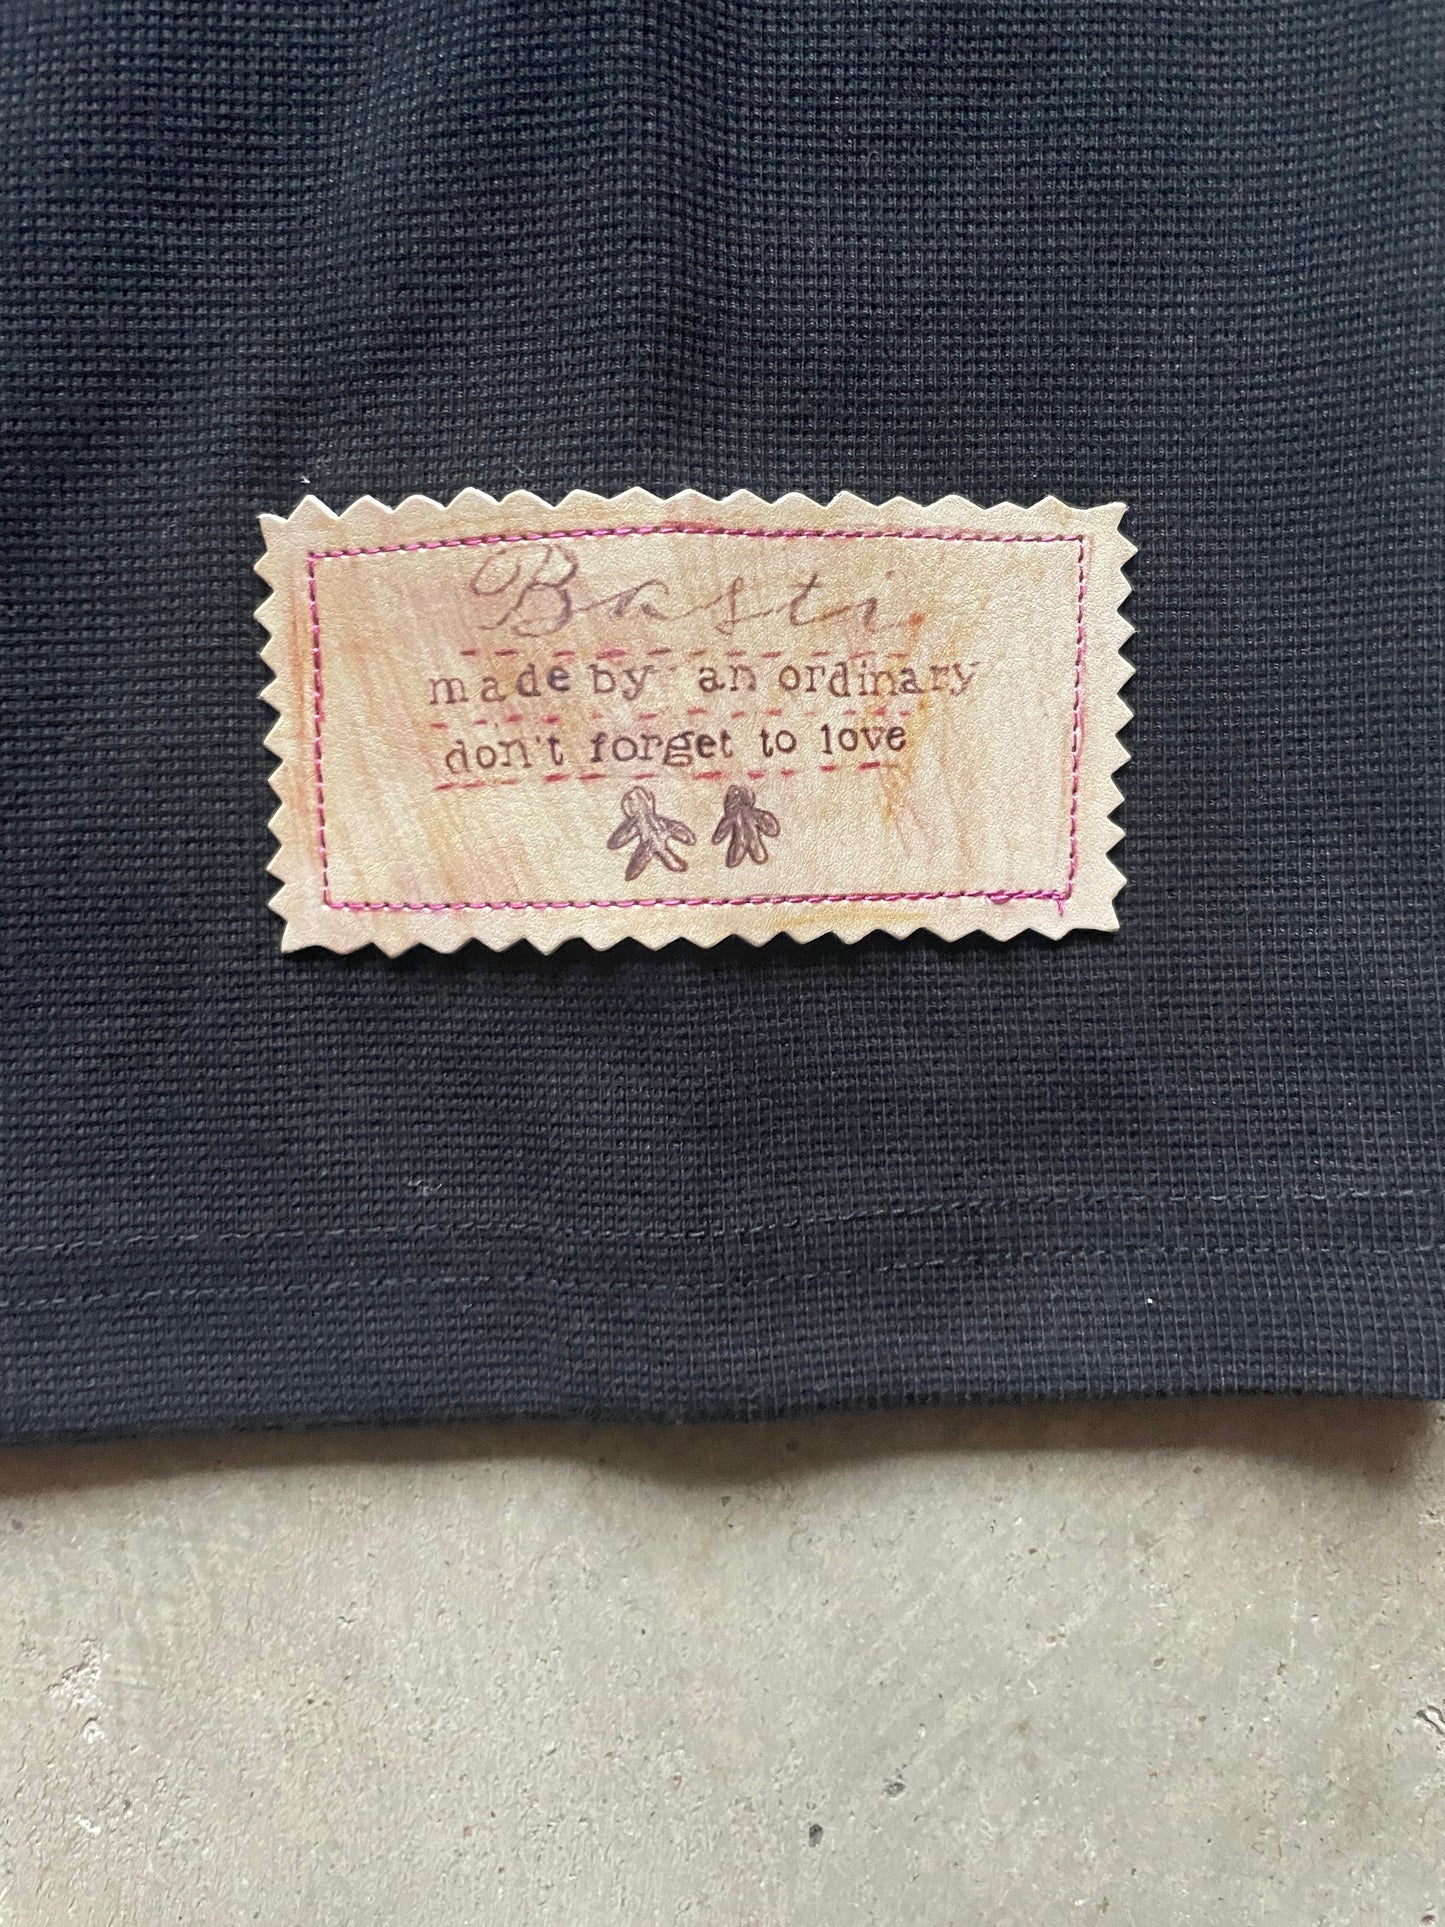 Basti
made by an ordinary
don't forget to love